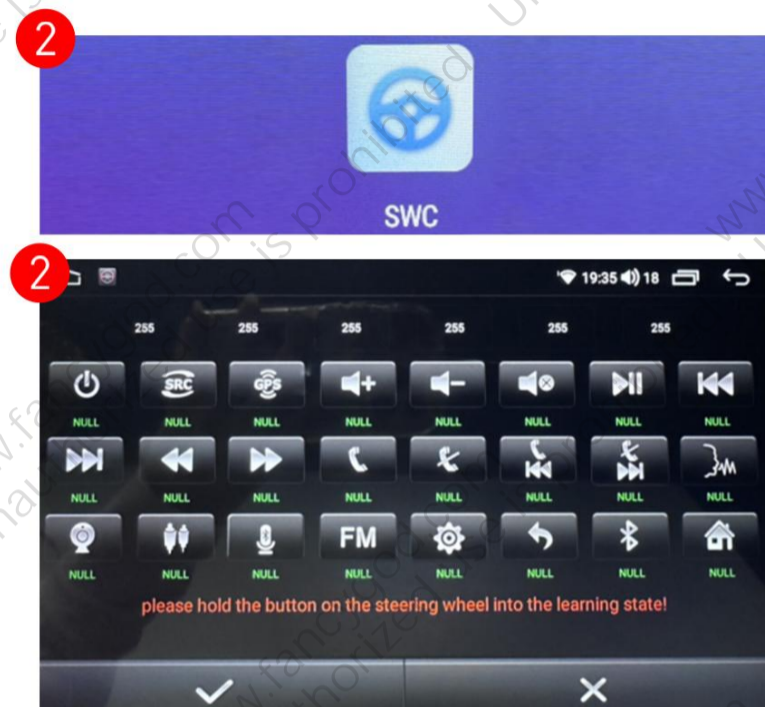 2
SWC
2
19:35 18
255 255 255 255 255 255
SRC GPS
NULL NULL NULL NULL NULL NULL NULL NULL
NULL NULL NULL NULL NULL NULL NULL NULL
FM
NULL NULL NULL NULL NULL NULL NULL NULL
please hold the button on the steering wheel into the learning state!